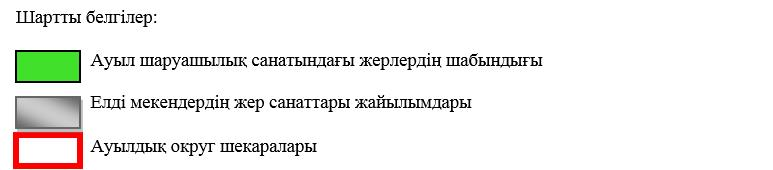 Шартты белгілер:
Ауыл шаруашылық санатындағы жерлердің шабындығы
Елді мекендердің жер санаттары жайылымдары
Ауылдық округ шекаралары